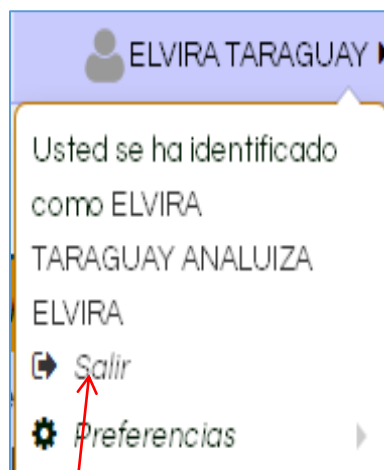 ELVIRA TARAGUAY
Usted se ha identificado
como ELVIRA
TARAGUAY ANALUIZA
ELVIRA
Salir
Preferencias